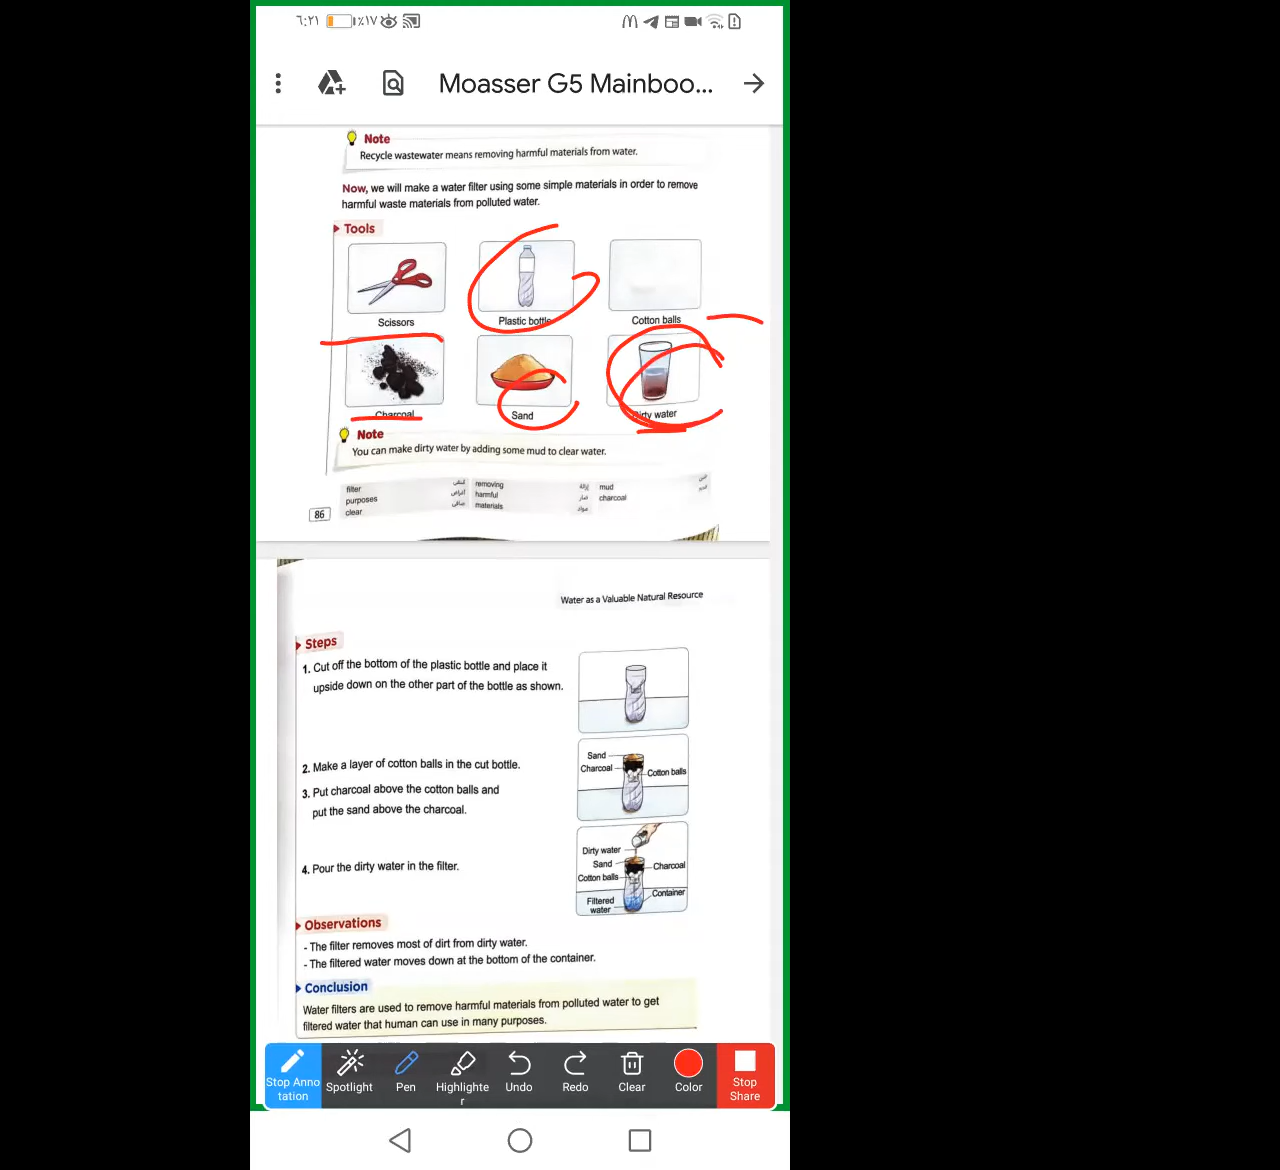 ٦:٢١ ٪١٧
Moasser G5 Mainboo...
Note
Recycle wastewater means removing harmful materials from water.
Now, we will make a water filter using some simple materials in order to remove
harmful waste materials from polluted water.
Tools
Scissors
Plastic bottle
Cotton balls
Charcoal
Sand
Dirty water
Note
You can make dirty water by adding some mud to clear water.
filter
purposes أغراض
clear صافى
removing إزالة
harmful ضار
materials مواد
mud
charcoal
86
Water as a Valuable Natural Resource
Steps
1. Cut off the bottom of the plastic bottle and place it
upside down on the other part of the bottle as shown.
2. Make a layer of cotton balls in the cut bottle.
3. Put charcoal above the cotton balls and
put the sand above the charcoal.
Sand
Charcoal
Cotton balls
4. Pour the dirty water in the filter.
Dirty water
Sand
Charcoal
Cotton balls
Container
Filtered
water
Observations
- The filter removes most of dirt from dirty water.
- The filtered water moves down at the bottom of the container.
Conclusion
Water filters are used to remove harmful materials from polluted water to get
filtered water that human can use in many purposes.
Stop Anno
tation
Spotlight
Pen
Highlighte
r
Undo
Redo
Clear
Color
Stop
Share